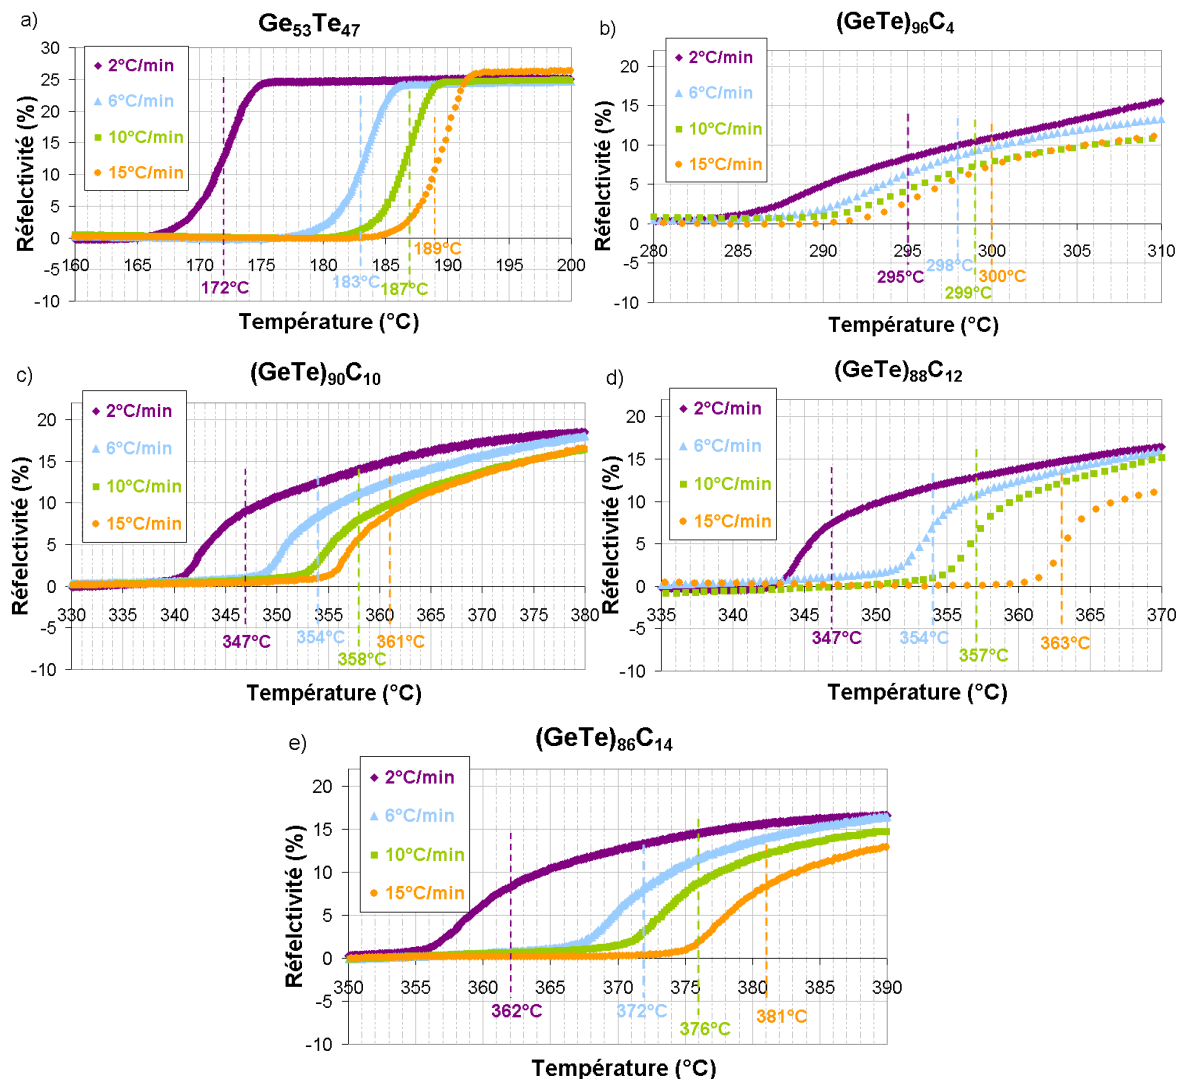 a)
Ge53Te47
2°C/min
6°C/min
10°C/min
15°C/min
30
25
20
15
10
5
0
-5
-10
160 165 170 175 180 185 190 195 200
172°C
183°C
187°C
189°C
Réfelctivité (%)
Température (°C)
b)
(GeTe)96C4
2°C/min
6°C/min
10°C/min
15°C/min
20
15
10
5
0
-5
-10
280 285 290 295 300 305 310
295°C
298°C
299°C
300°C
Réfelctivité (%)
Température (°C)
c)
(GeTe)90C10
2°C/min
6°C/min
10°C/min
15°C/min
20
15
10
5
0
-5
-10
330 340 350 360 370 380
347°C
354°C
358°C
361°C
Réfelctivité (%)
Température (°C)
d)
(GeTe)88C12
2°C/min
6°C/min
10°C/min
15°C/min
20
15
10
5
0
-5
-10
335 340 345 350 355 360 365 370
347°C
354°C
357°C
363°C
Réfelctivité (%)
Température (°C)
e)
(GeTe)86C14
2°C/min
6°C/min
10°C/min
15°C/min
20
15
10
5
0
-5
-10
350 355 360 365 370 375 380 385 390
362°C
372°C
376°C
381°C
Réfelctivité (%)
Température (°C)